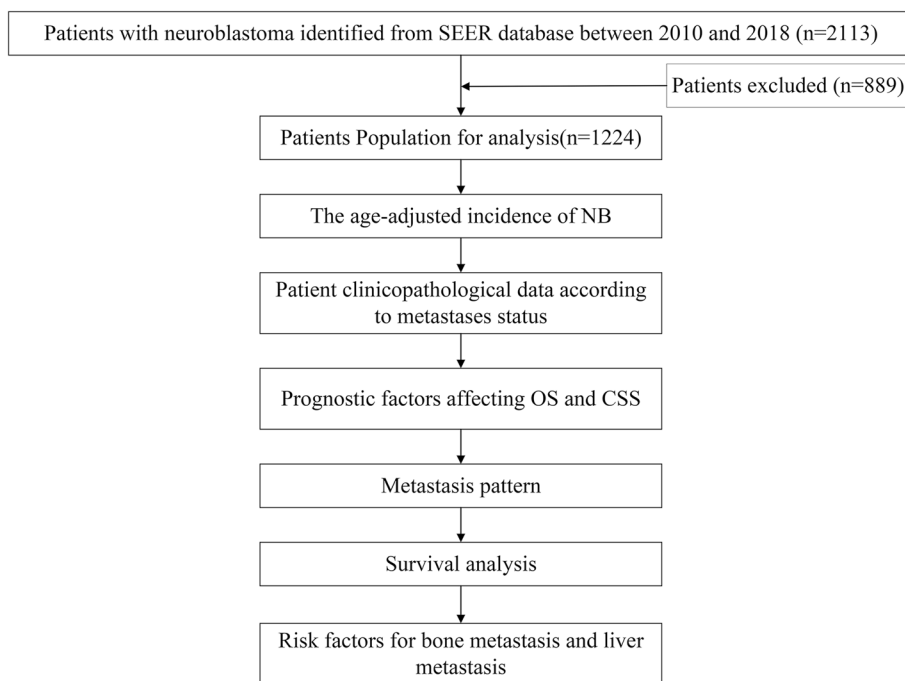 Patients with neuroblastoma identified from SEER database between 2010 and 2018 (n=2113)
Patients excluded (n=889)
Patients Population for analysis(n=1224)
The age-adjusted incidence of NB
Patient clinicopathological data according
to metastases status
Prognostic factors affecting OS and CSS
Metastasis pattern
Survival analysis
Risk factors for bone metastasis and liver
metastasis